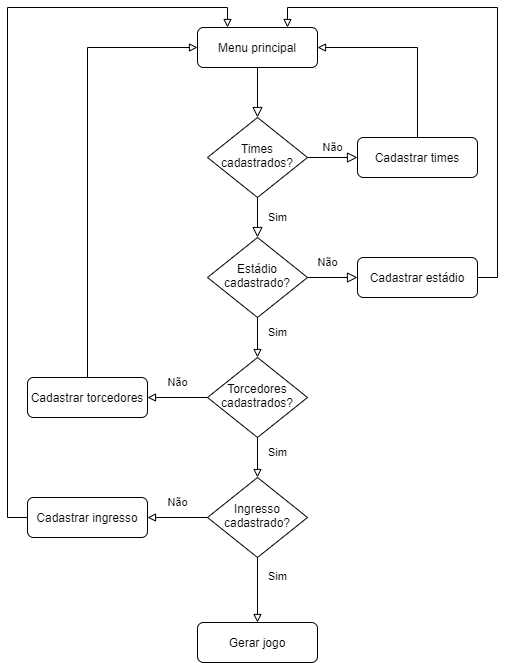 Menu principal
Times
cadastrados?
Não
Cadastrar times
Sim
Estádio
cadastrado?
Não
Cadastrar estádio
Sim
Torcedores
cadastrados?
Não
Cadastrar torcedores
Sim
Ingresso
cadastrado?
Não
Cadastrar ingresso
Sim
Gerar jogo